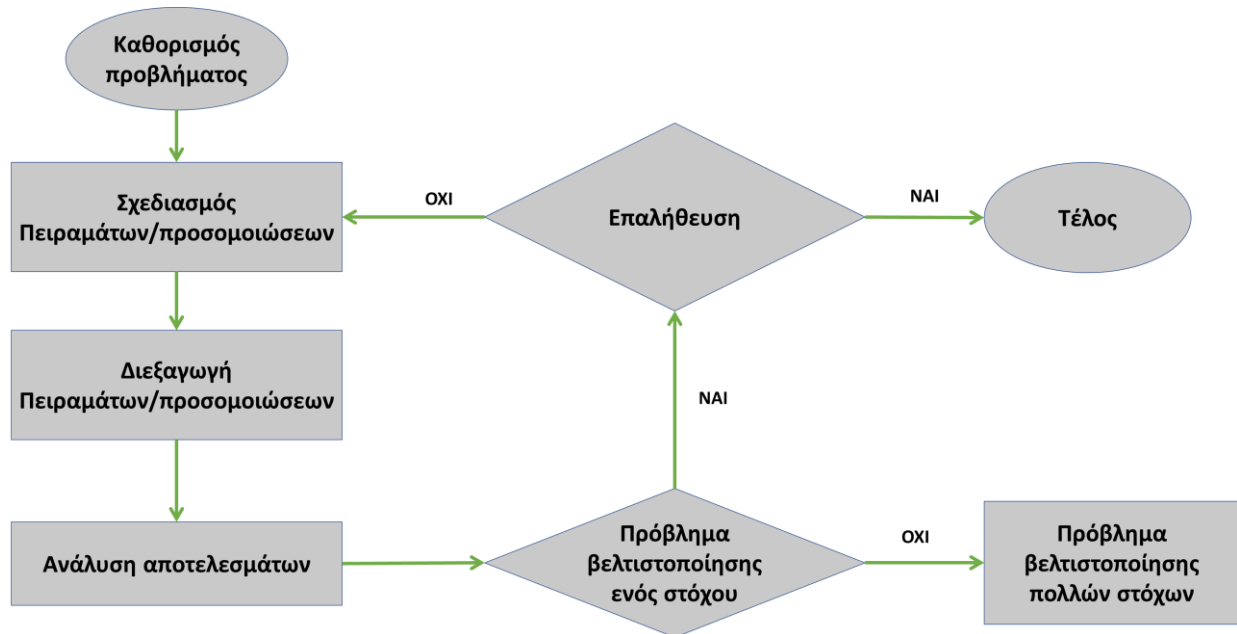 Καθορισμός
προβλήματος
Σχεδιασμός
Πειραμάτων/προσομοιώσεων
ΟΧΙ
Επαλήθευση
ΝΑΙ
Τέλος
Διεξαγωγή
Πειραμάτων/προσομοιώσεων
ΝΑΙ
Ανάλυση αποτελεσμάτων
Πρόβλημα
βελτιστοποίησης
ενός στόχου
ΟΧΙ
Πρόβλημα
βελτιστοποίησης
πολλών στόχων